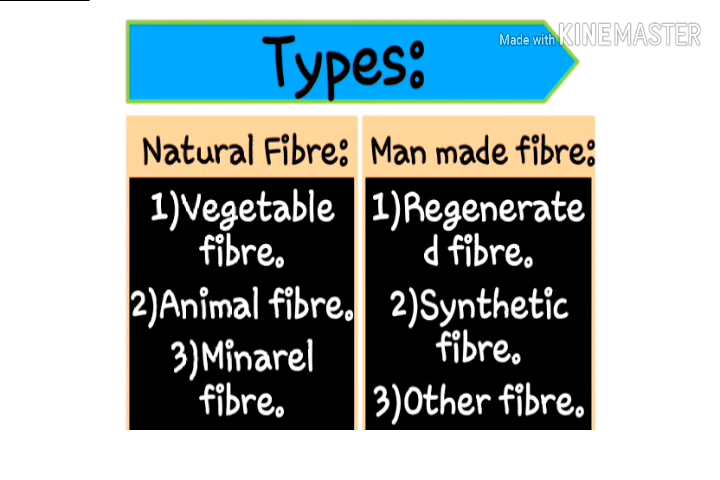 Made with KINEMASTER
Types:
Natural Fibre:
Man made fibre:
1)Vegetable
fibre.
2)Animal fibre.
3)Minarel
fibre.
1)Regenerate
d fibre.
2)Synthetic
fibre.
3)Other fibre.